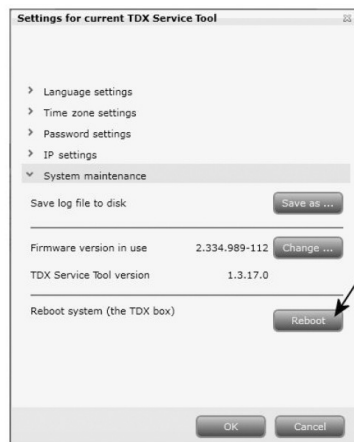 Settings for current TDX Service Tool
Language settings
Time zone settings
Password settings
IP settings
System maintenance
Save log file to disk Save as ...
Firmware version in use 2.334.989-112 Change ...
TDX Service Tool version 1.3.17.0
Reboot system (the TDX box) Reboot
OK Cancel